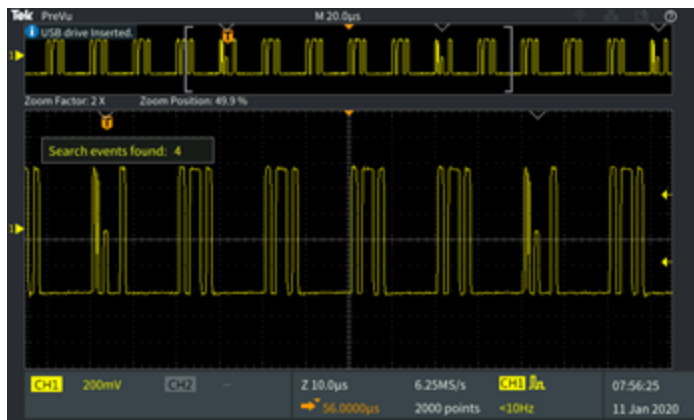 Tek PreVu M 20.0µs
USB drive Inserted.
Zoom Factor: 2 X Zoom Position: 49.9 %
Search events found: 4
CH1 200mV CH2 -- Z 10.0µs 6.25MS/s CH1 07:56:25
56.0000µs 2000 points <10Hz 11 Jan 2020